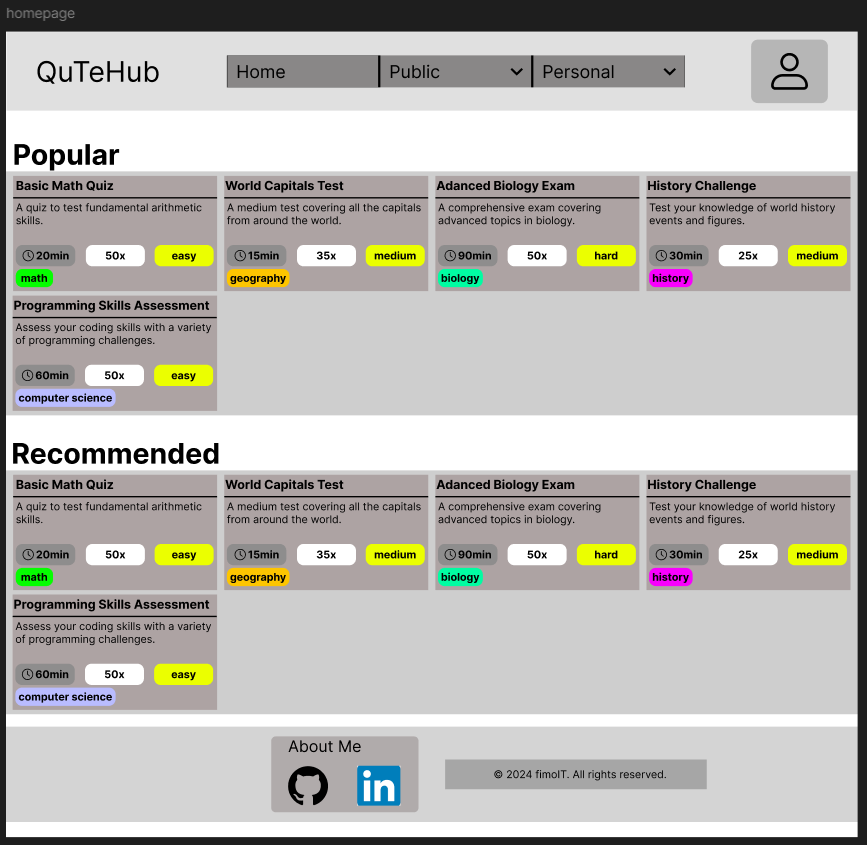 homepage
QuTeHub
Home
Public
Personal
Popular
Basic Math Quiz
A quiz to test fundamental arithmetic
skills.
20min
50x
easy
math
World Capitals Test
A medium test covering all the capitals
from around the world.
15min
35x
medium
geography
Adanced Biology Exam
A comprehensive exam covering
advanced topics in biology.
90min
50x
hard
biology
History Challenge
Test your knowledge of world history
events and figures.
30min
25x
medium
history
Programming Skills Assessment
Assess your coding skills with a variety
of programming challenges.
60min
50x
easy
computer science
Recommended
Basic Math Quiz
A quiz to test fundamental arithmetic
skills.
20min
50x
easy
math
World Capitals Test
A medium test covering all the capitals
from around the world.
15min
35x
medium
geography
Adanced Biology Exam
A comprehensive exam covering
advanced topics in biology.
90min
50x
hard
biology
History Challenge
Test your knowledge of world history
events and figures.
30min
25x
medium
history
Programming Skills Assessment
Assess your coding skills with a variety
of programming challenges.
60min
50x
easy
computer science
About Me
in
© 2024 fimoIT. All rights reserved.